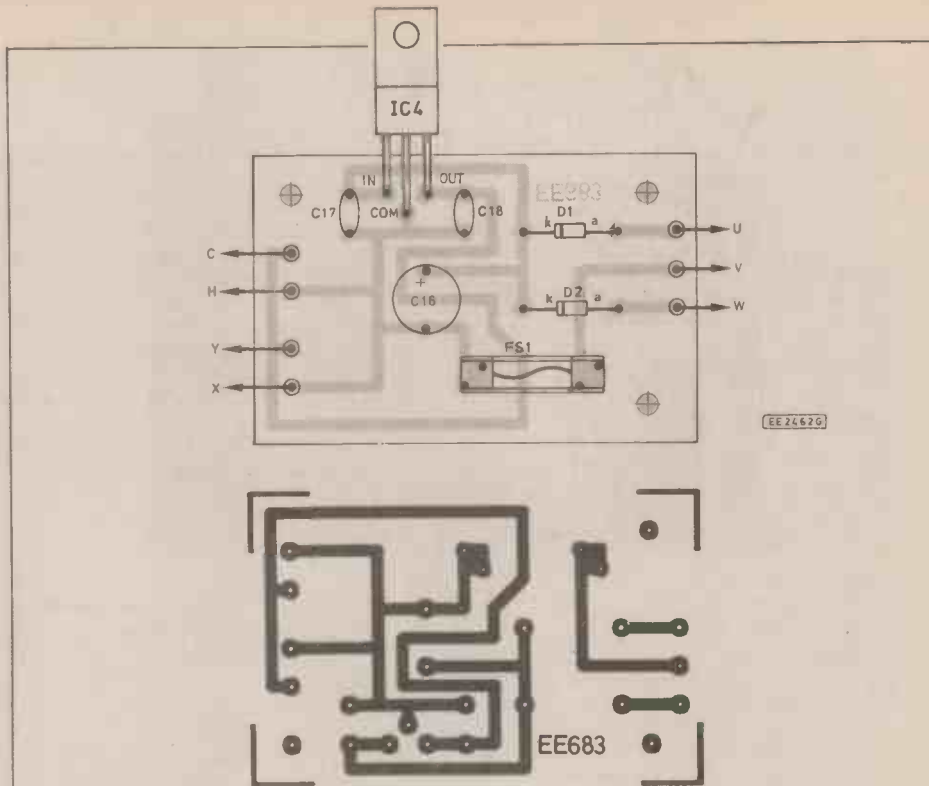 IC4
IN OUT
EE683
C17 COM C18
D1
k a
U
C
V
H
+
C16
D2
k a
W
Y
FS1
X
EE2462G
EE683